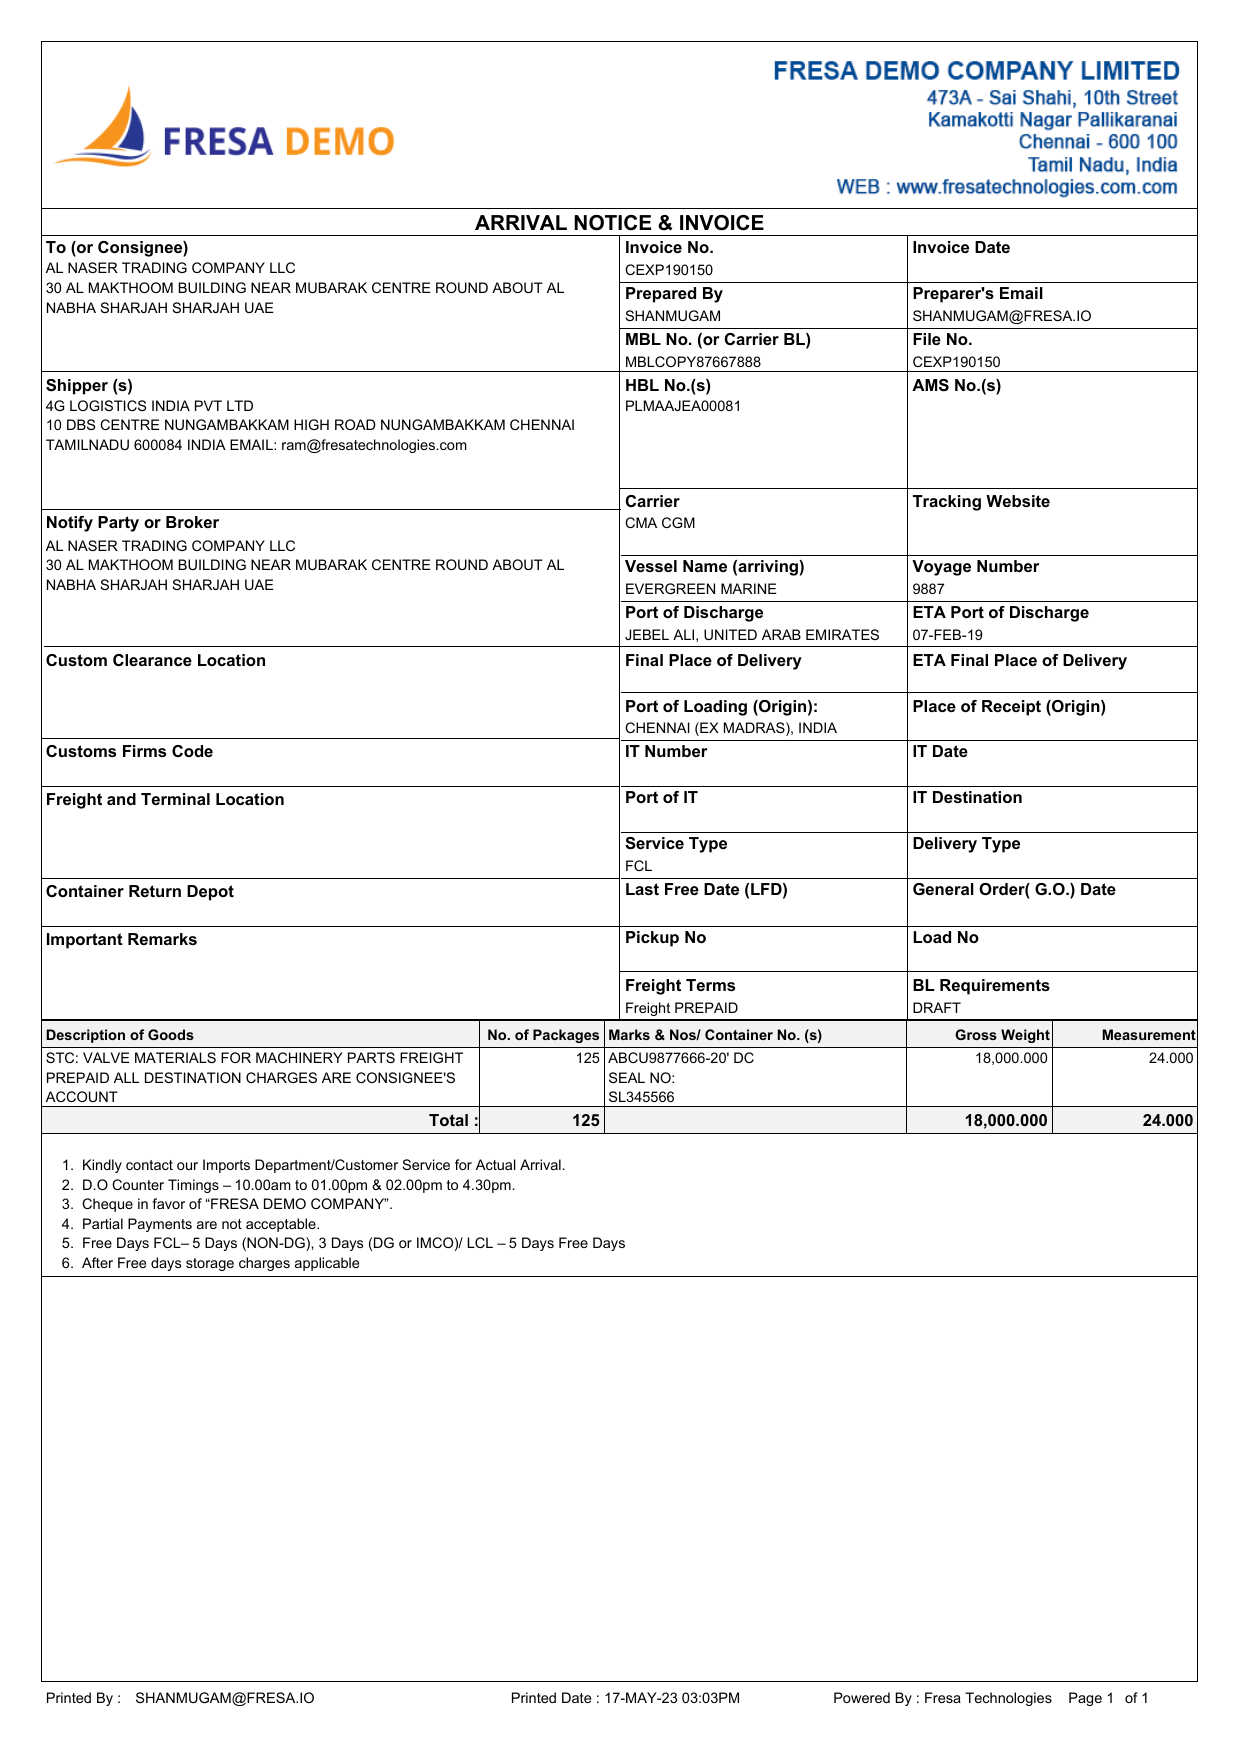 FRESA DEMO
FRESA DEMO COMPANY LIMITED
473A - Sai Shahi, 10th Street
Kamakotti Nagar Pallikaranai
Chennai - 600 100
Tamil Nadu, India
WEB : www.fresatechnologies.com.com
ARRIVAL NOTICE & INVOICE
To (or Consignee)
AL NASER TRADING COMPANY LLC
30 AL MAKTHOOM BUILDING NEAR MUBARAK CENTRE ROUND ABOUT AL
NABHA SHARJAH SHARJAH UAE
Invoice No.
CEXP190150
Invoice Date
Prepared By
SHANMUGAM
Preparer's Email
SHANMUGAM@FRESA.IO
MBL No. (or Carrier BL)
MBLCOPY87667888
File No.
CEXP190150
Shipper (s)
4G LOGISTICS INDIA PVT LTD
10 DBS CENTRE NUNGAMBAKKAM HIGH ROAD NUNGAMBAKKAM CHENNAI
TAMILNADU 600084 INDIA EMAIL: ram@fresatechnologies.com
HBL No.(s)
PLMAAJEA00081
AMS No.(s)
Carrier
CMA CGM
Tracking Website
Notify Party or Broker
AL NASER TRADING COMPANY LLC
30 AL MAKTHOOM BUILDING NEAR MUBARAK CENTRE ROUND ABOUT AL
NABHA SHARJAH SHARJAH UAE
Vessel Name (arriving)
EVERGREEN MARINE
Voyage Number
9887
Port of Discharge
JEBEL ALI, UNITED ARAB EMIRATES
ETA Port of Discharge
07-FEB-19
Custom Clearance Location
Final Place of Delivery
ETA Final Place of Delivery
Port of Loading (Origin):
CHENNAI (EX MADRAS), INDIA
Place of Receipt (Origin)
Customs Firms Code
IT Number
IT Date
Freight and Terminal Location
Port of IT
IT Destination
Service Type
FCL
Delivery Type
Container Return Depot
Last Free Date (LFD)
General Order( G.O.) Date
Important Remarks
Pickup No
Load No
Freight Terms
Freight PREPAID
BL Requirements
DRAFT
Description of Goods No. of Packages Marks & Nos/ Container No. (s) Gross Weight Measurement
STC: VALVE MATERIALS FOR MACHINERY PARTS FREIGHT 125 ABCU9877666-20' DC 18,000.000 24.000
PREPAID ALL DESTINATION CHARGES ARE CONSIGNEE'S SEAL NO:
ACCOUNT SL345566
Total : 125 18,000.000 24.000
1. Kindly contact our Imports Department/Customer Service for Actual Arrival.
2. D.O Counter Timings – 10.00am to 01.00pm & 02.00pm to 4.30pm.
3. Cheque in favor of “FRESA DEMO COMPANY”.
4. Partial Payments are not acceptable.
5. Free Days FCL– 5 Days (NON-DG), 3 Days (DG or IMCO)/ LCL – 5 Days Free Days
6. After Free days storage charges applicable
Printed By : SHANMUGAM@FRESA.IO Printed Date : 17-MAY-23 03:03PM Powered By : Fresa Technologies Page 1 of 1